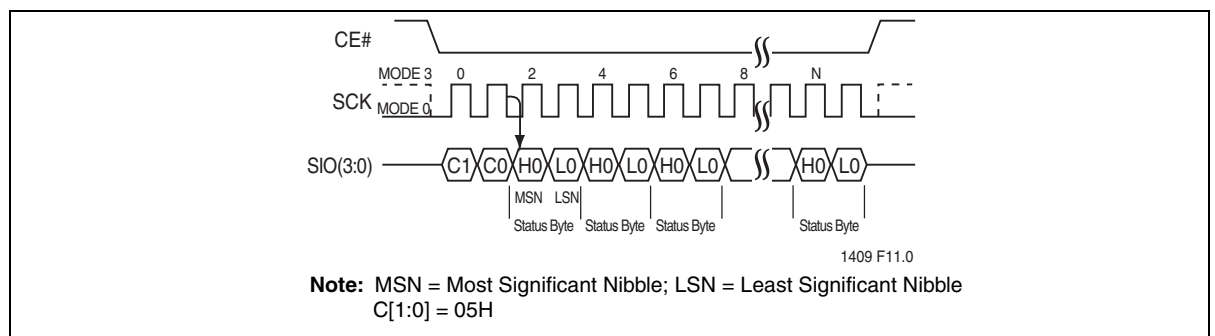 CE#
MODE 3 0 2 4 6 8 N
SCK
MODE 0
SIO(3:0) C1 C0 H0 L0 H0 L0 H0 L0 H0 L0
MSN LSN
Status Byte Status Byte Status Byte Status Byte
1409 F11.0
Note: MSN = Most Significant Nibble; LSN = Least Significant Nibble
C[1:0] = 05H